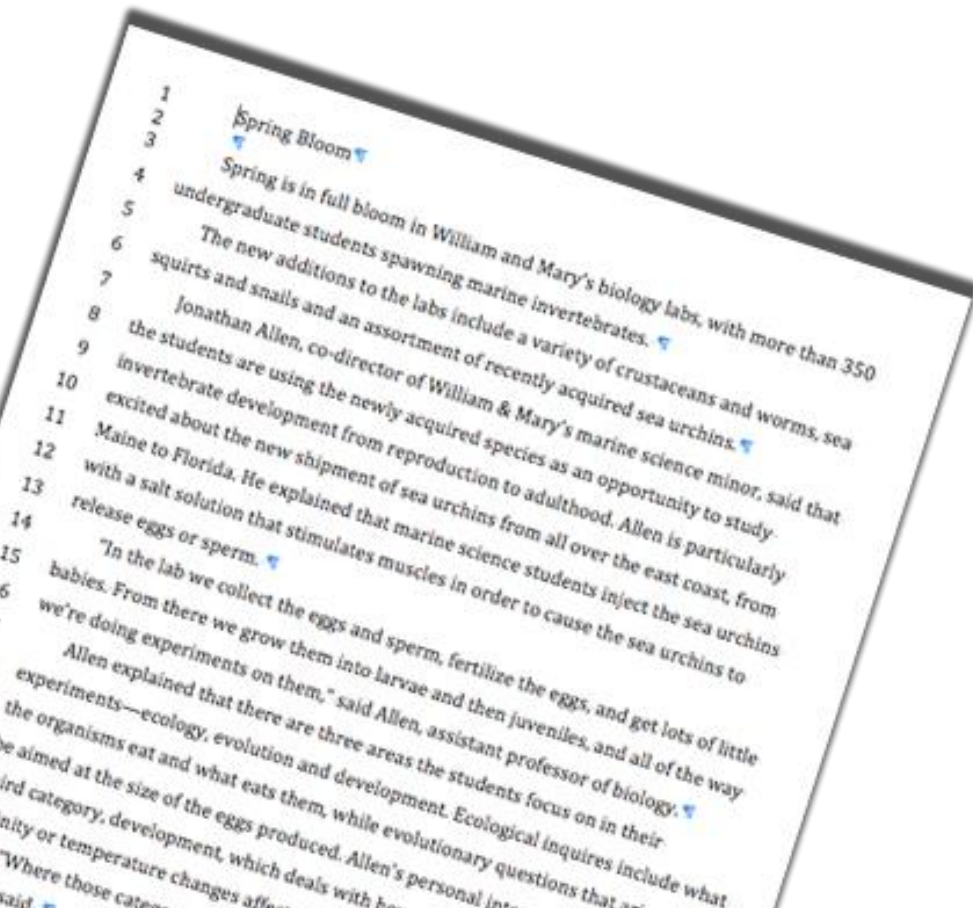 1 Spring Bloom¶
2 ¶
3 Spring is in full bloom in William and Mary's biology labs, with more than 350
4 undergraduate students spawning marine invertebrates. ¶
5 The new additions to the labs include a variety of crustaceans and worms, sea
6 squirts and snails and an assortment of recently acquired sea urchins.¶
7 Jonathan Allen, co-director of William & Mary's marine science minor, said that
8 the students are using the newly acquired species as an opportunity to study
9 invertebrate development from reproduction to adulthood. Allen is particularly
10 excited about the new shipment of sea urchins from all over the east coast, from
11 Maine to Florida. He explained that marine science students inject the sea urchins
12 with a salt solution that stimulates muscles in order to cause the sea urchins to
13 release eggs or sperm. ¶
14 "In the lab we collect the eggs and sperm, fertilize the eggs, and get lots of little
15 babies. From there we grow them into larvae and then juveniles, and all of the way
6 we're doing experiments on them," said Allen, assistant professor of biology.¶
Allen explained that there are three areas the students focus on in their
experiments—ecology, evolution and development. Ecological inquires include what
the organisms eat and what eats them, while evolutionary questions that
be aimed at the size of the eggs produced. Allen's personal
ird category, development, which deals with
nity or temperature changes
"Where those
said. ¶